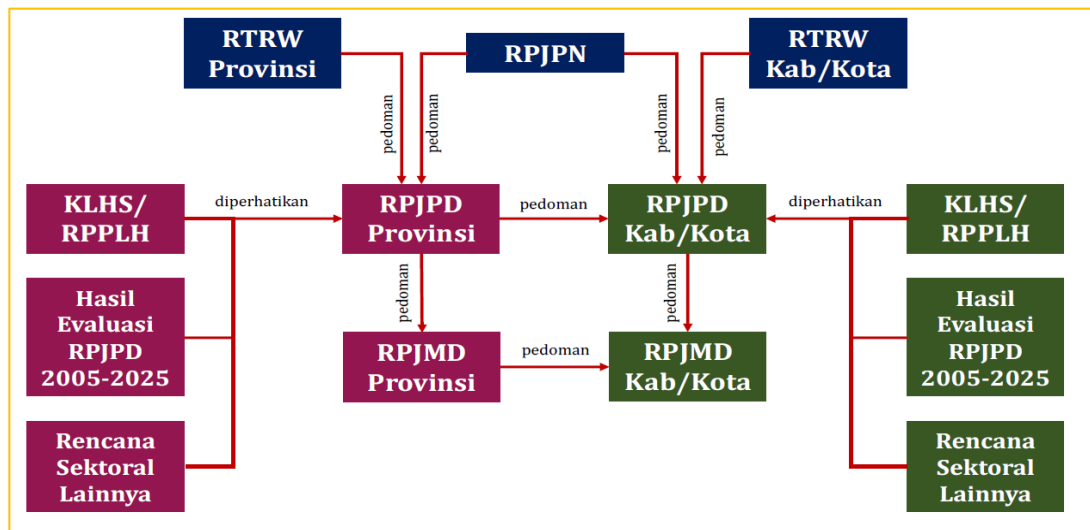 RTRW
Provinsi
RPJPN
RTRW
Kab/Kota
pedoman
pedoman
pedoman
pedoman
KLHS/
RPPLH
diperhatikan
RPJPD
Provinsi
pedoman
RPJPD
Kab/Kota
diperhatikan
KLHS/
RPPLH
pedoman
pedoman
Hasil
Evaluasi
RPJPD
2005-2025
RPJMD
Provinsi
pedoman
RPJMD
Kab/Kota
Hasil
Evaluasi
RPJPD
2005-2025
Rencana
Sektoral
Lainnya
Rencana
Sektoral
Lainnya